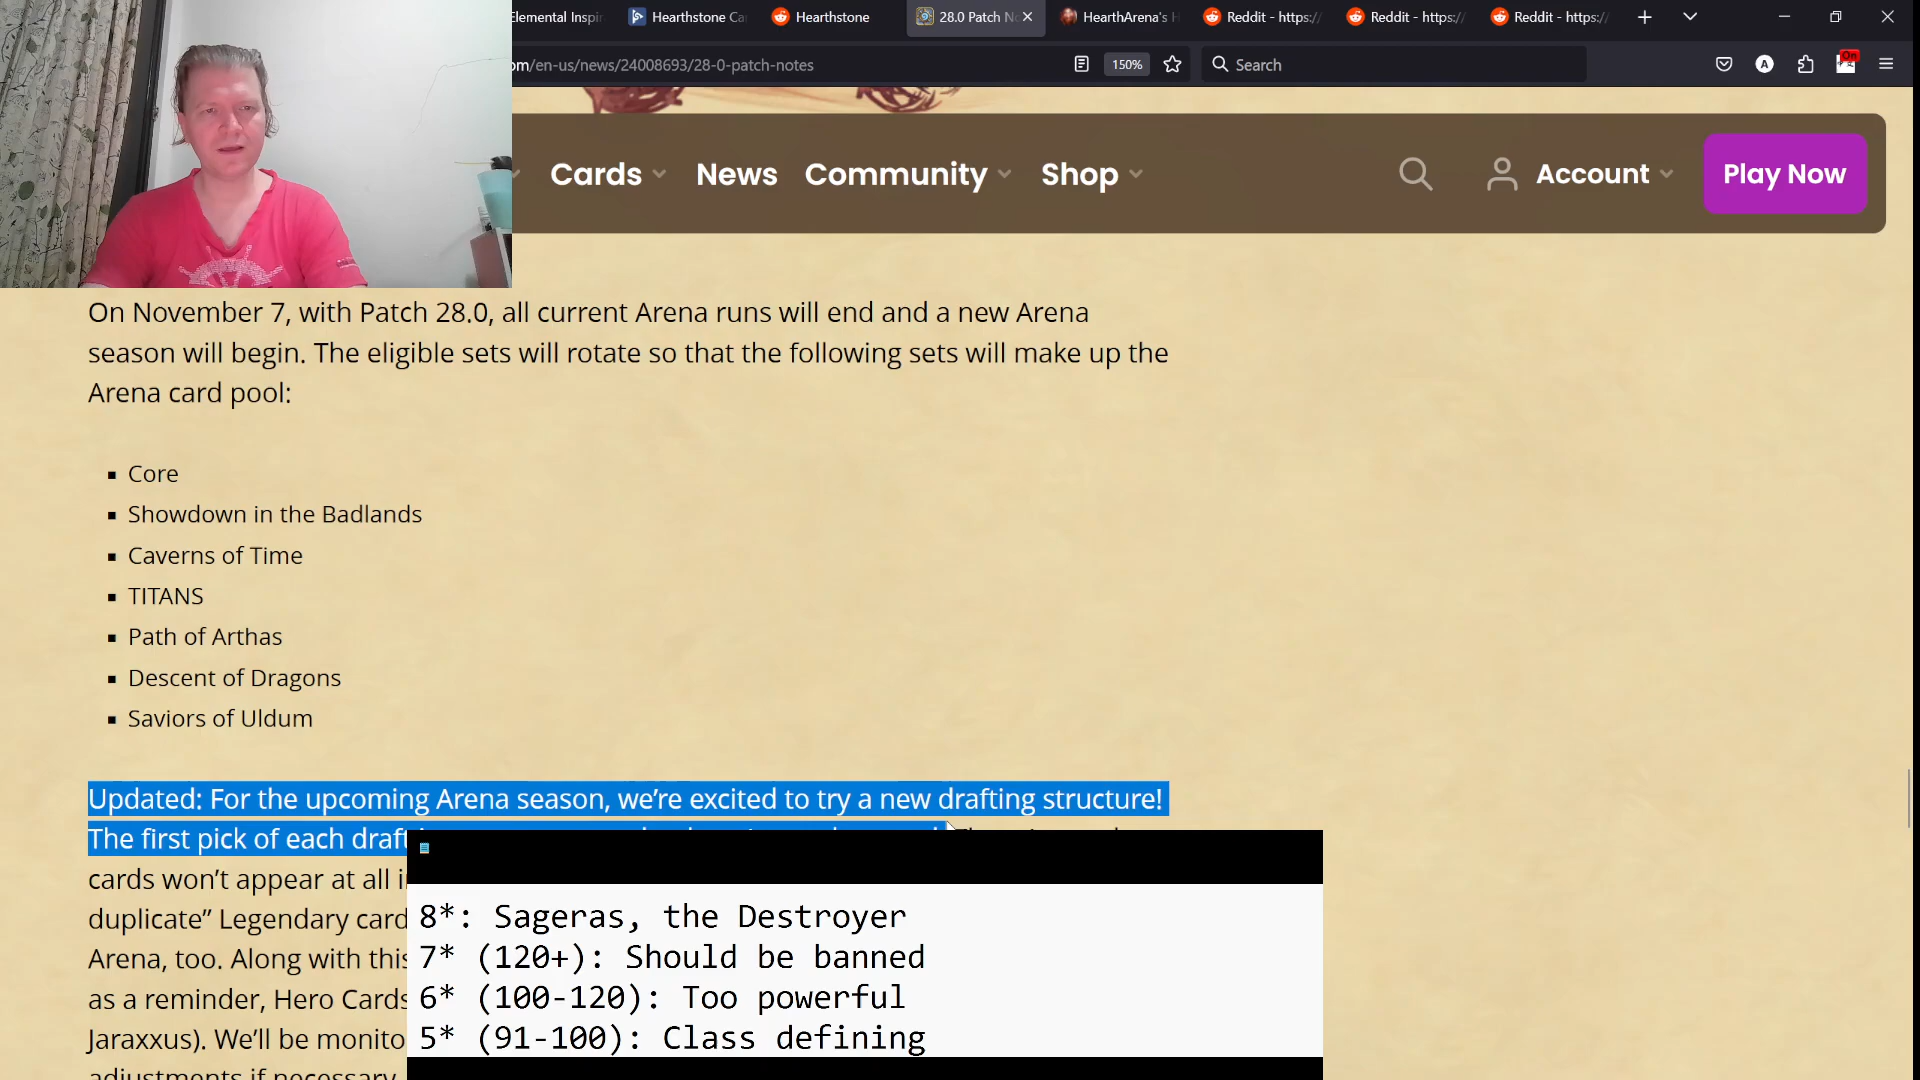 Elemental Inspir
Hearthstone Ca
Hearthstone
28.0 Patch N
HearthArena's H
Reddit - https:/
Reddit - https:/
Reddit - https:/
om/en-us/news/24008693/28-0-patch-notes
150%
Search
Cards
News
Community
Shop
Account
Play Now
On November 7, with Patch 28.0, all current Arena runs will end and a new Arena
season will begin. The eligible sets will rotate so that the following sets will make up the
Arena card pool:
Core
Showdown in the Badlands
Caverns of Time
TITANS
Path of Arthas
Descent of Dragons
Saviors of Uldum
Updated: For the upcoming Arena season, we're excited to try a new drafting structure!
The first pick of each draft
cards won't appear at all i
duplicate" Legendary card
Arena, too. Along with this
as a reminder, Hero Cards
Jaraxxus). We'll be monito
adjustments if necessary.
8*: Sageras, the Destroyer
7* (120+): Should be banned
6* (100-120): Too powerful
5* (91-100): Class defining